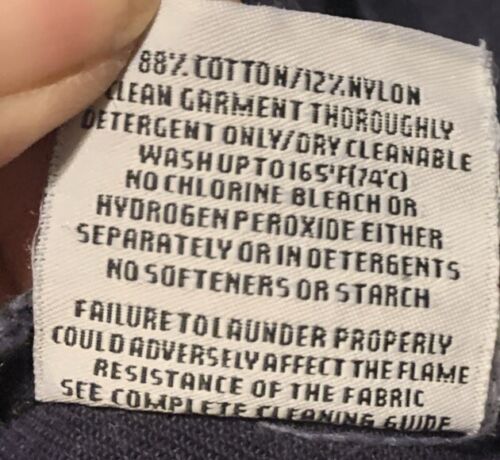 88% COTTON/12% NYLON
CLEAN GARMENT THOROUGHLY
DETERGENT ONLY/DRY CLEANABLE
WASH UP TO 165°F(74°C)
NO CHLORINE BLEACH OR
HYDROGEN PEROXIDE EITHER
SEPARATELY OR IN DETERGENTS
NO SOFTENERS OR STARCH
FAILURE TO LAUNDER PROPERLY
COULD ADVERSELY AFFECT THE FLAME
RESISTANCE OF THE FABRIC
SEE COMPLETE CLEANING GUIDE